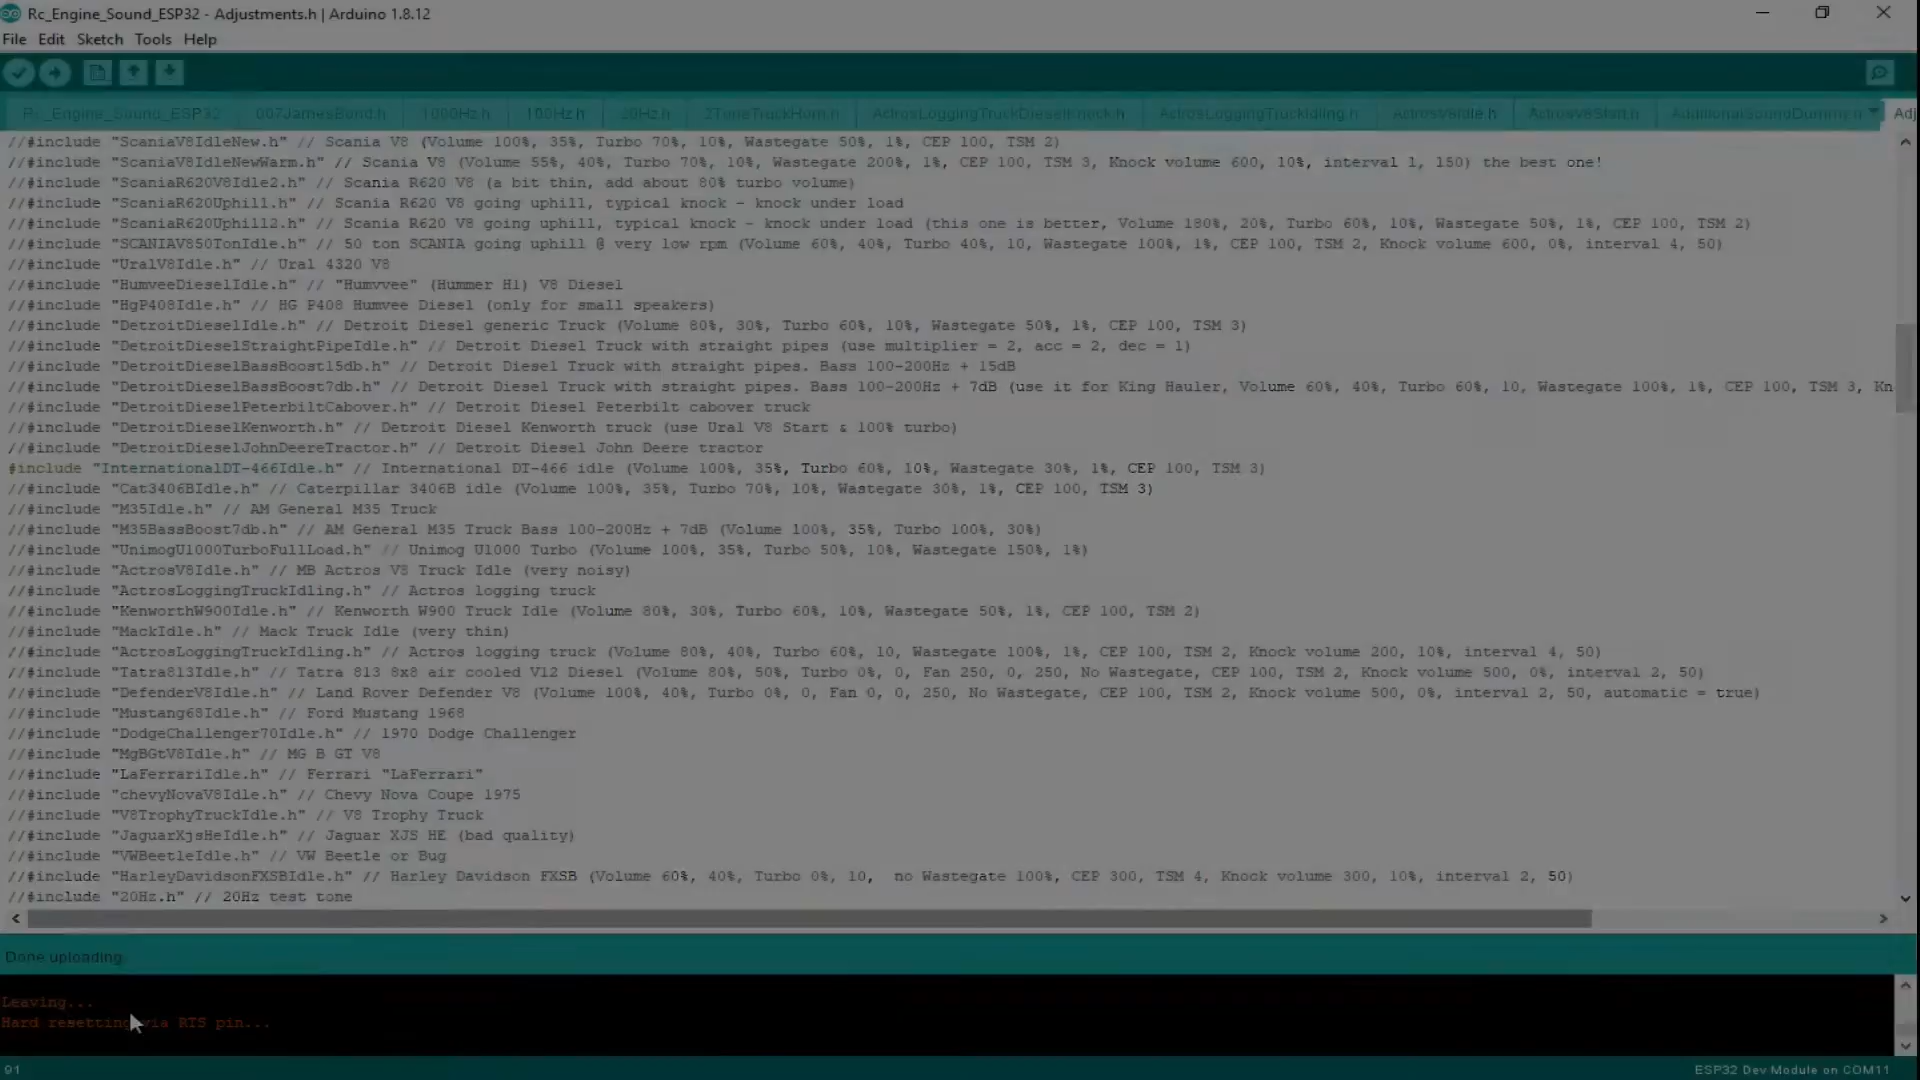 Rc_Engine_Sound_ESP32 - Adjustments.h | Arduino 1.8.12
File Edit Sketch Tools Help
Rc_Engine_Sound_ESP32 007JamesBond.h 1000Hz.h 100Hz.h 20Hz.h 2ToneTruckHorn.h ActrosLoggingTruckDieselKnock.h ActrosLoggingTruckIdling.h ActrosV8Idle.h ActrosV8Start.h AdditionalSoundDummy.h Adj
//#include "ScaniaV8IdleNew.h" // Scania V8 (Volume 100%, 35%, Turbo 70%, 10%, Wastegate 50%, 1%, CEP 100, TSM 2)
//#include "ScaniaV8IdleNewWarm.h" // Scania V8 (Volume 55%, 40%, Turbo 70%, 10%, Wastegate 200%, 1%, CEP 100, TSM 3, Knock volume 600, 10%, interval 1, 150) the best one!
//#include "ScaniaR620V8Idle2.h" // Scania R620 V8 (a bit thin, add about 80% turbo volume)
//#include "ScaniaR620Uphill.h" // Scania R620 V8 going uphill, typical knock - knock under load
//#include "ScaniaR620Uphill2.h" // Scania R620 V8 going uphill, typical knock - knock under load (this one is better, Volume 180%, 20%, Turbo 60%, 10%, Wastegate 50%, 1%, CEP 100, TSM 2)
//#include "SCANIAV850TonIdle.h" // 50 ton SCANIA going uphill @ very low rpm (Volume 60%, 40%, Turbo 40%, 10, Wastegate 100%, 1%, CEP 100, TSM 2, Knock volume 600, 0%, interval 4, 50)
//#include "UralV8Idle.h" // Ural 4320 V8
//#include "HumveeDieselIdle.h" // "Humvvee" (Hummer H1) V8 Diesel
//#include "HgP408Idle.h" // HG P408 Humvee Diesel (only for small speakers)
//#include "DetroitDieselIdle.h" // Detroit Diesel generic Truck (Volume 80%, 30%, Turbo 60%, 10%, Wastegate 50%, 1%, CEP 100, TSM 3)
//#include "DetroitDieselStraightPipeIdle.h" // Detroit Diesel Truck with straight pipes (use multiplier = 2, acc = 2, dec = 1)
//#include "DetroitDieselBassBoost15db.h" // Detroit Diesel Truck with straight pipes. Bass 100-200Hz + 15dB
//#include "DetroitDieselBassBoost7db.h" // Detroit Diesel Truck with straight pipes. Bass 100-200Hz + 7dB (use it for King Hauler, Volume 60%, 40%, Turbo 60%, 10, Wastegate 100%, 1%, CEP 100, TSM 3, Kn
//#include "DetroitDieselPeterbiltCabover.h" // Detroit Diesel Peterbilt cabover truck
//#include "DetroitDieselKenworth.h" // Detroit Diesel Kenworth truck (use Ural V8 Start & 100% turbo)
//#include "DetroitDieselJohnDeereTractor.h" // Detroit Diesel John Deere tractor
#include "InternationalDT-466Idle.h" // International DT-466 idle (Volume 100%, 35%, Turbo 60%, 10%, Wastegate 30%, 1%, CEP 100, TSM 3)
//#include "Cat3406BIdle.h" // Caterpillar 3406B idle (Volume 100%, 35%, Turbo 70%, 10%, Wastegate 30%, 1%, CEP 100, TSM 3)
//#include "M35Idle.h" // AM General M35 Truck
//#include "M35BassBoost7db.h" // AM General M35 Truck Bass 100-200Hz + 7dB (Volume 100%, 35%, Turbo 100%, 30%)
//#include "UnimogU1000TurboFullLoad.h" // Unimog U1000 Turbo (Volume 100%, 35%, Turbo 50%, 10%, Wastegate 150%, 1%)
//#include "ActrosV8Idle.h" // MB Actros V8 Truck Idle (very noisy)
//#include "ActrosLoggingTruckIdling.h" // Actros logging truck
//#include "KenworthW900Idle.h" // Kenworth W900 Truck Idle (Volume 80%, 30%, Turbo 60%, 10%, Wastegate 50%, 1%, CEP 100, TSM 2)
//#include "MackIdle.h" // Mack Truck Idle (very thin)
//#include "ActrosLoggingTruckIdling.h" // Actros logging truck (Volume 80%, 40%, Turbo 60%, 10, Wastegate 100%, 1%, CEP 100, TSM 2, Knock volume 200, 10%, interval 4, 50)
//#include "Tatra813Idle.h" // Tatra 813 8x8 air cooled V12 Diesel (Volume 80%, 50%, Turbo 0%, 0, Fan 250, 0, 250, No Wastegate, CEP 100, TSM 2, Knock volume 500, 0%, interval 2, 50)
//#include "DefenderV8Idle.h" // Land Rover Defender V8 (Volume 100%, 40%, Turbo 0%, 0, Fan 0, 0, 250, No Wastegate, CEP 100, TSM 2, Knock volume 500, 0%, interval 2, 50, automatic = true)
//#include "Mustang68Idle.h" // Ford Mustang 1968
//#include "DodgeChallenger70Idle.h" // 1970 Dodge Challenger
//#include "MgBGtV8Idle.h" // MG B GT V8
//#include "LaFerrariIdle.h" // Ferrari "LaFerrari"
//#include "chevyNovaV8Idle.h" // Chevy Nova Coupe 1975
//#include "V8TrophyTruckIdle.h" // V8 Trophy Truck
//#include "JaguarXjsHeIdle.h" // Jaguar XJS HE (bad quality)
//#include "VWBeetleIdle.h" // VW Beetle or Bug
//#include "HarleyDavidsonFXSBIdle.h" // Harley Davidson FXSB (Volume 60%, 40%, Turbo 0%, 10, no Wastegate 100%, CEP 300, TSM 4, Knock volume 300, 10%, interval 2, 50)
//#include "20Hz.h" // 20Hz test tone
Done uploading.
Leaving...
Hard resetting via RTS pin...
91
ESP32 Dev Module on COM11